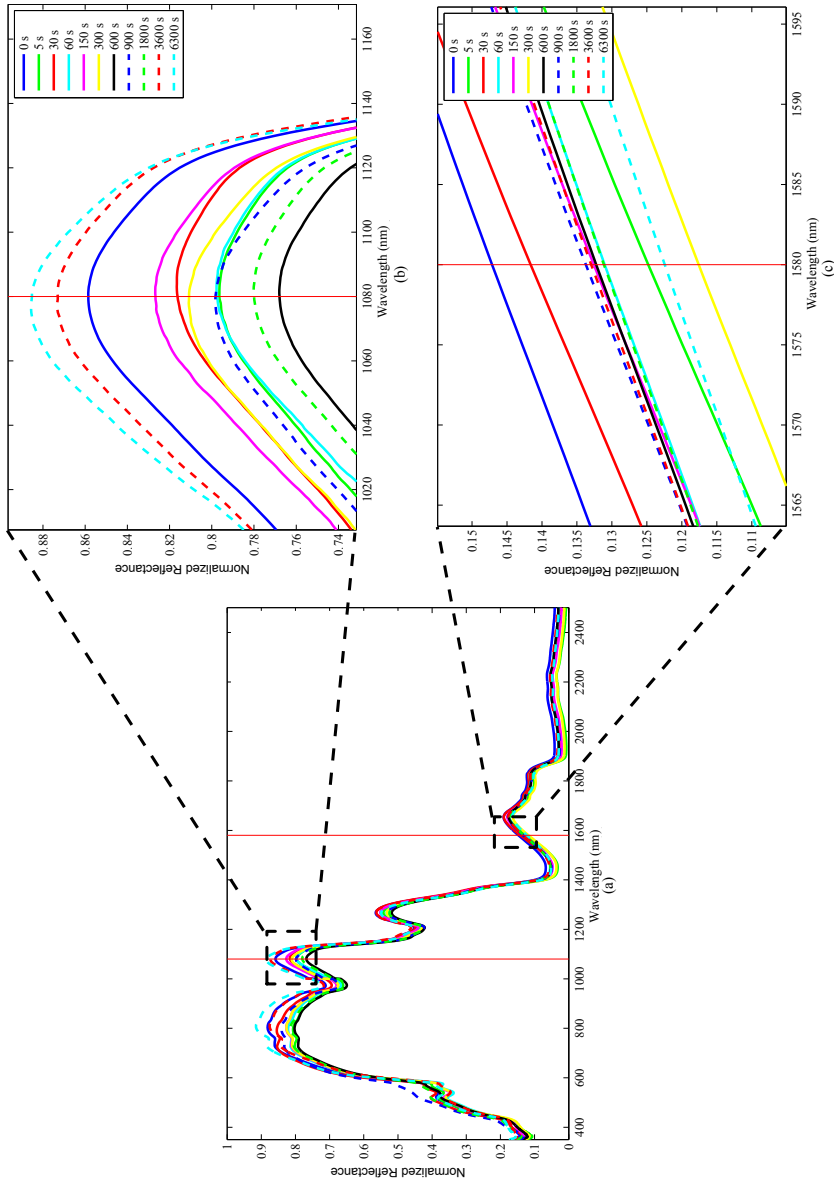 1
0.9
0.8
0.7
0.6
0.5
0.4
0.3
0.2
0.1
0
Normalized Reflectance
400
600
800
1000
1200
1400
1600
1800
2000
2200
2400
Wavelength (nm)
(a)
0.88
0.86
0.84
0.82
0.8
0.78
0.76
0.74
Normalized Reflectance
1020
1040
1060
1080
1100
1120
1140
1160
Wavelength (nm)
(b)
0 s
5 s
30 s
60 s
150 s
300 s
600 s
900 s
1800 s
3600 s
6300 s
0.15
0.145
0.14
0.135
0.13
0.125
0.12
0.115
0.11
Normalized Reflectance
1565
1570
1575
1580
1585
1590
1595
Wavelength (nm)
(c)
0 s
5 s
30 s
60 s
150 s
300 s
600 s
9000 s
1800 s
3600 s
6300 s